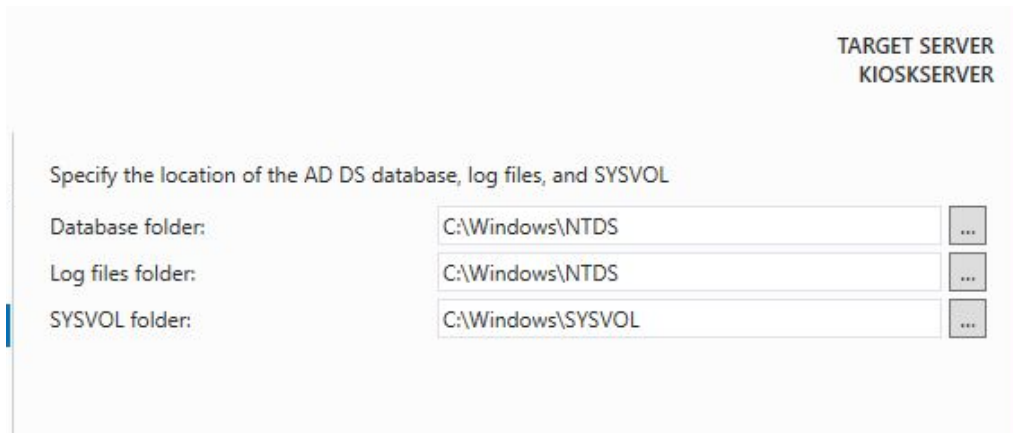 TARGET SERVER
KIOSKSERVER
Specify the location of the AD DS database, log files, and SYSVOL
Database folder: C:\Windows\NTDS ...
Log files folder: C:\Windows\NTDS ...
SYSVOL folder: C:\Windows\SYSVOL ...